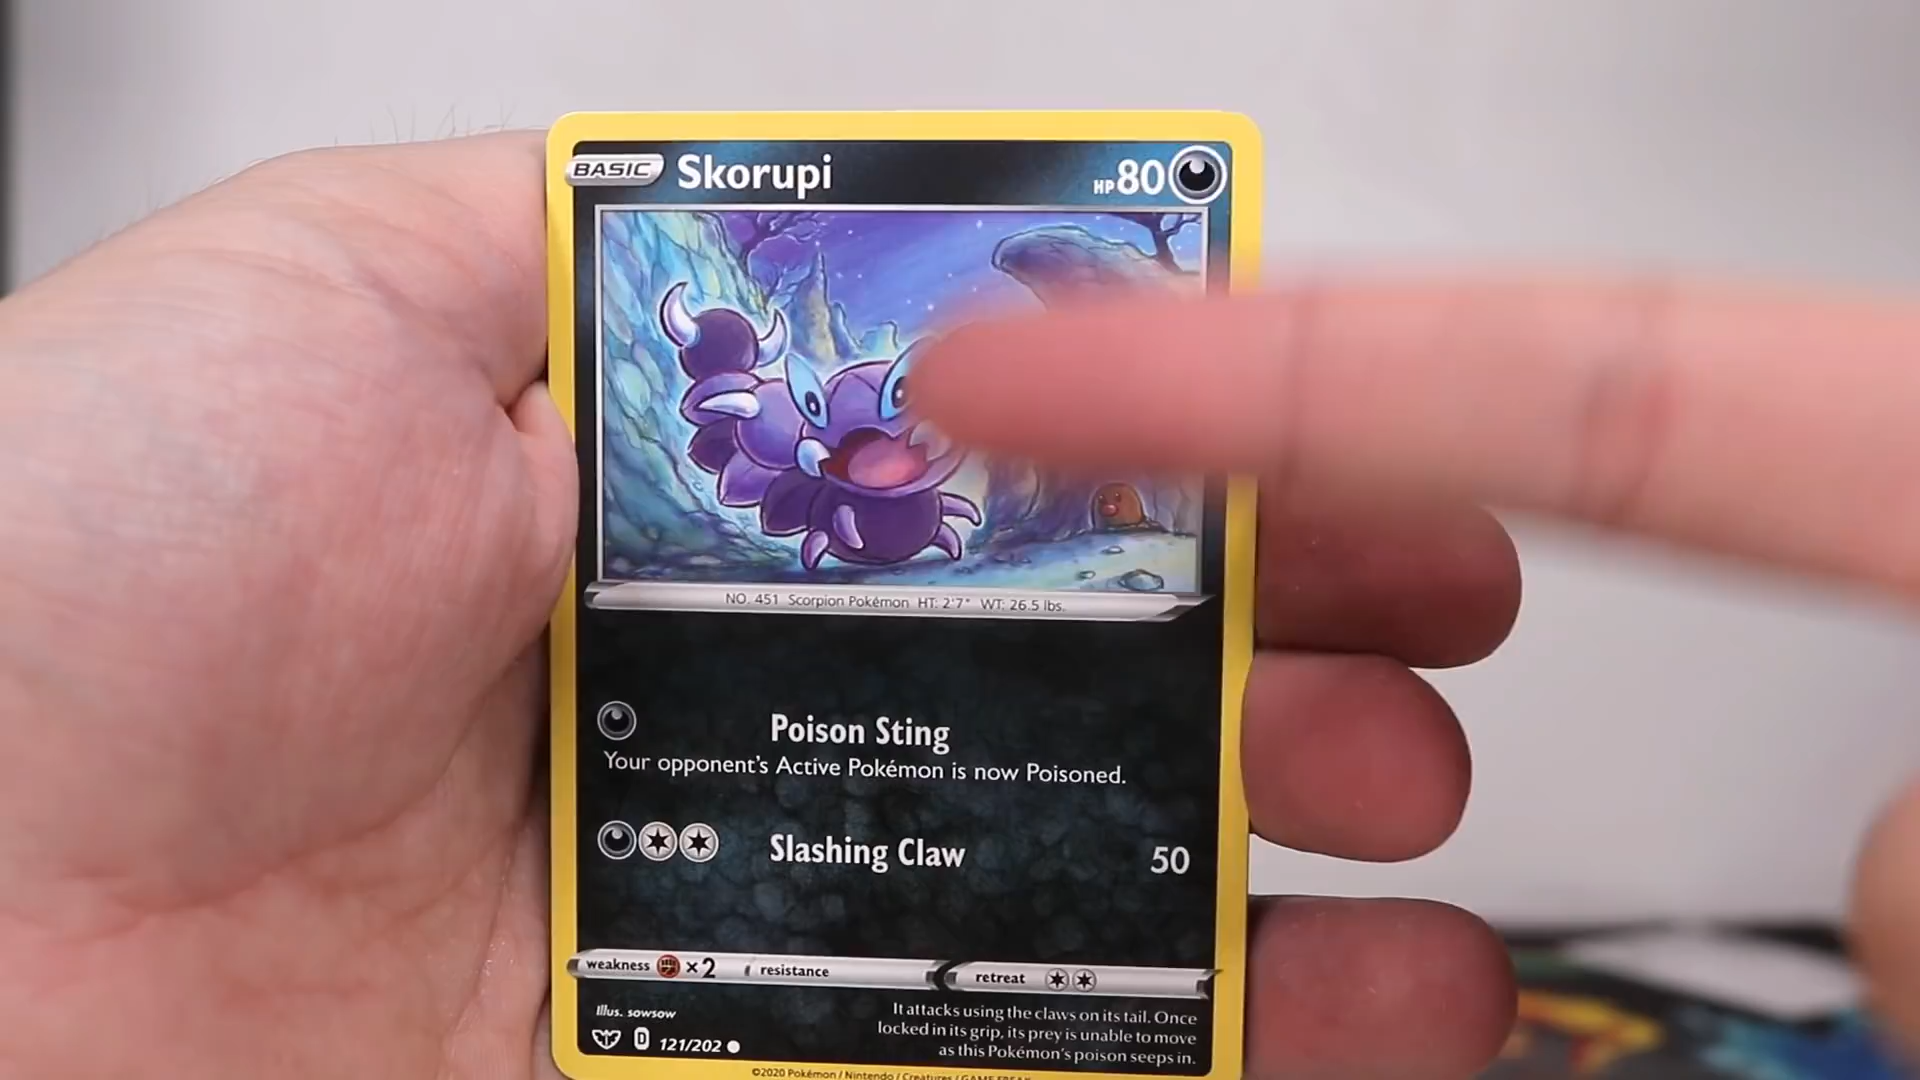 BASIC Skorupi HP 80
NO. 451 Scorpion Pokémon HT: 2'7" WT: 26.5 lbs.
Poison Sting
Your opponent's Active Pokémon is now Poisoned.
Slashing Claw 50
weakness ×2 resistance retreat
Illus. sowsow
It attacks using the claws on its tail. Once
locked in its grip, its prey is unable to move
as this Pokémon's poison seeps in.
D 121/202
©2020 Pokémon / Nintendo / Creatures / GAME FREAK